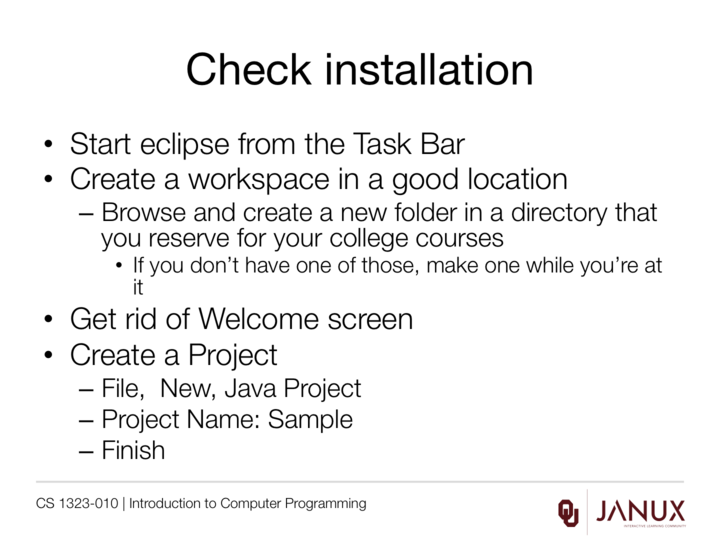 Check installation
• Start eclipse from the Task Bar
• Create a workspace in a good location
– Browse and create a new folder in a directory that
you reserve for your college courses
• If you don't have one of those, make one while you're at
it
• Get rid of Welcome screen
• Create a Project
– File,  New, Java Project
– Project Name: Sample
– Finish
CS 1323-010 | Introduction to Computer Programming
OU
JANUX
INTERACTIVE LEARNING COMMUNITY